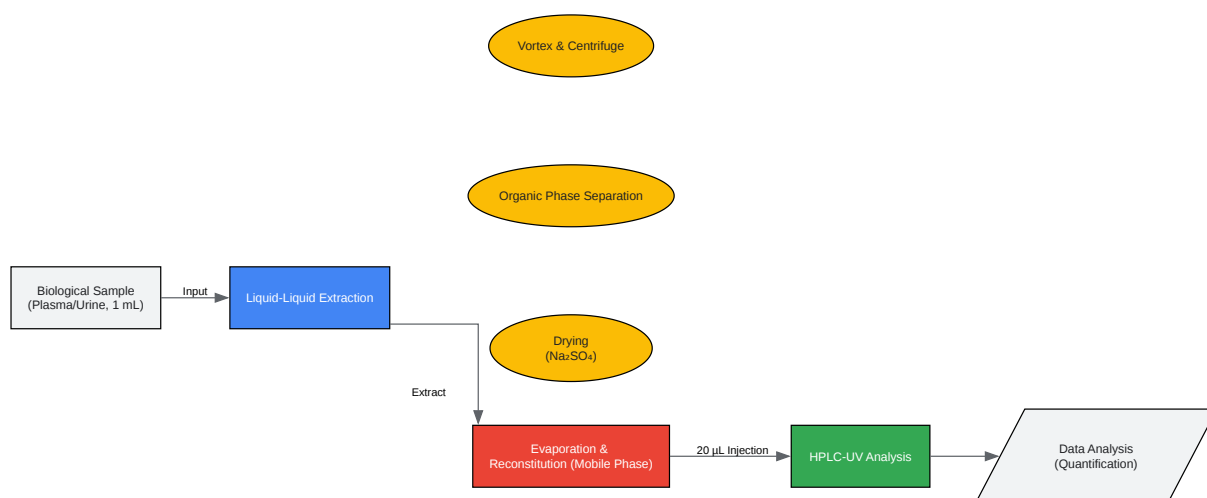 Vortex & Centrifuge
Organic Phase Separation
Biological Sample
(Plasma/Urine, 1 mL)
Input
Liquid-Liquid Extraction
Drying
(Na₂SO₄)
Extract
Evaporation &
Reconstitution (Mobile Phase)
20 µL Injection
HPLC-UV Analysis
Data Analysis
(Quantification)